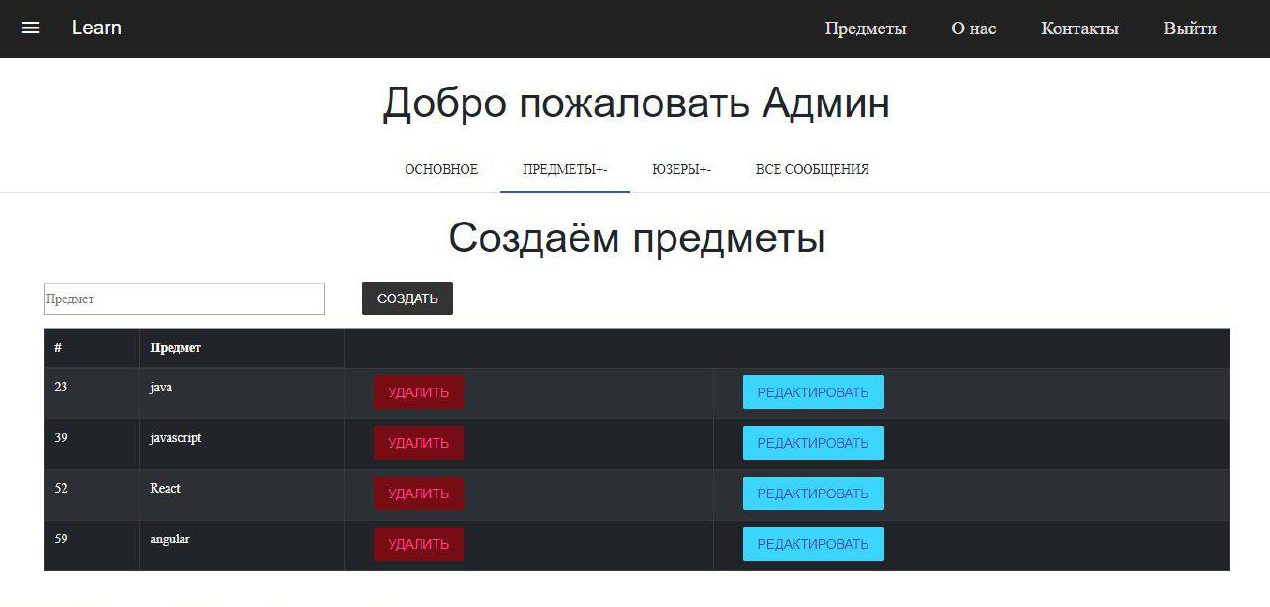 Learn Предметы О нас Контакты Выйти
Добро пожаловать Админ
ОСНОВНОЕ ПРЕДМЕТЫ+- ЮЗЕРЫ+- ВСЕ СООБЩЕНИЯ
Создаём предметы
Предмет СОЗДАТЬ
# Предмет
23 java УДАЛИТЬ РЕДАКТИРОВАТЬ
39 javascript УДАЛИТЬ РЕДАКТИРОВАТЬ
52 React УДАЛИТЬ РЕДАКТИРОВАТЬ
59 angular УДАЛИТЬ РЕДАКТИРОВАТЬ